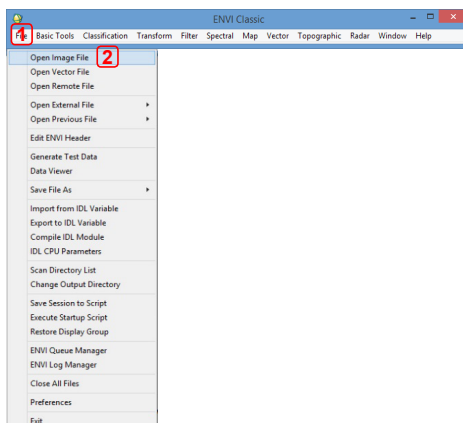 ENVI Classic
File Basic Tools Classification Transform Filter Spectral Map Vector Topographic Radar Window Help
1
Open Image File
2
Open Vector File
Open Remote File
Open External File
Open Previous File
Edit ENVI Header
Generate Test Data
Data Viewer
Save File As
Import from IDL Variable
Export to IDL Variable
Compile IDL Module
IDL CPU Parameters
Scan Directory List
Change Output Directory
Save Session to Script
Execute Startup Script
Restore Display Group
ENVI Queue Manager
ENVI Log Manager
Close All Files
Preferences
Exit